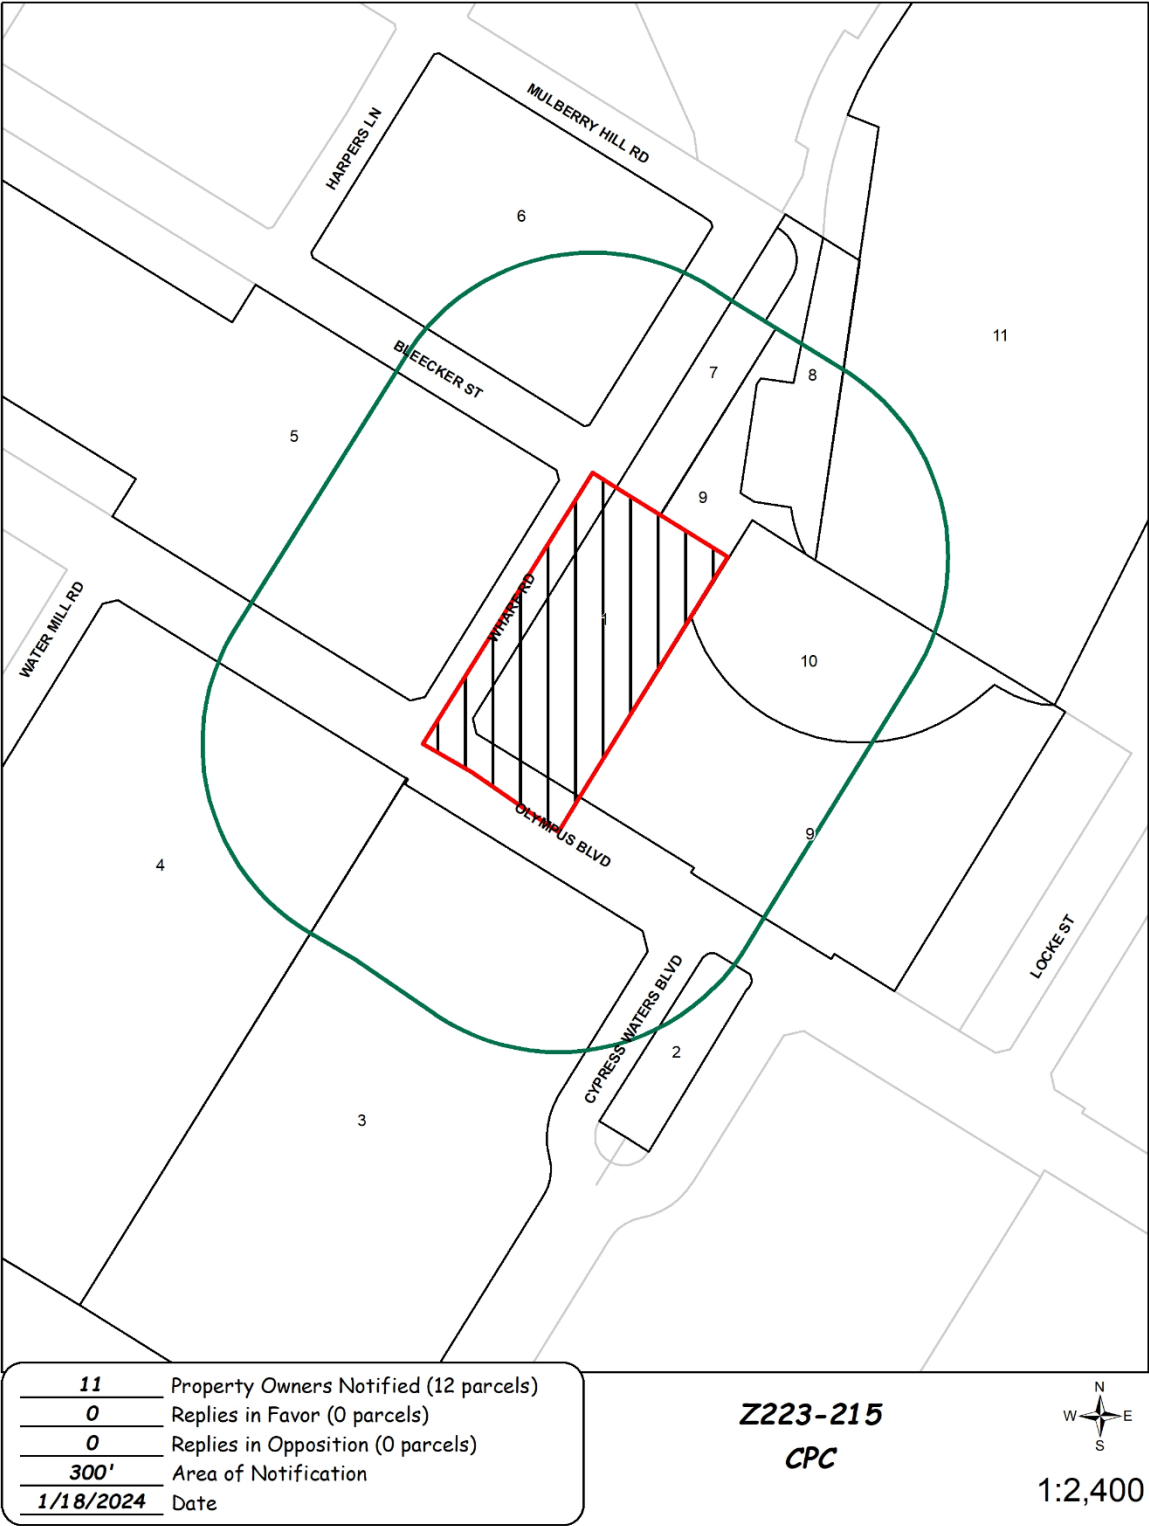 MULBERRY HILL RD
HARPERS LN
6
11
BLEECKER ST
7
8
5
9
WHARF RD
1
WATER MILL RD
10
OLYMPUS BLVD
9
4
LOCKE ST
CYPRESS WATERS BLVD
2
3
11 Property Owners Notified (12 parcels)
0 Replies in Favor (0 parcels)
0 Replies in Opposition (0 parcels)
300' Area of Notification
1/18/2024 Date
Z223-215
CPC
N
W E
S
1:2,400